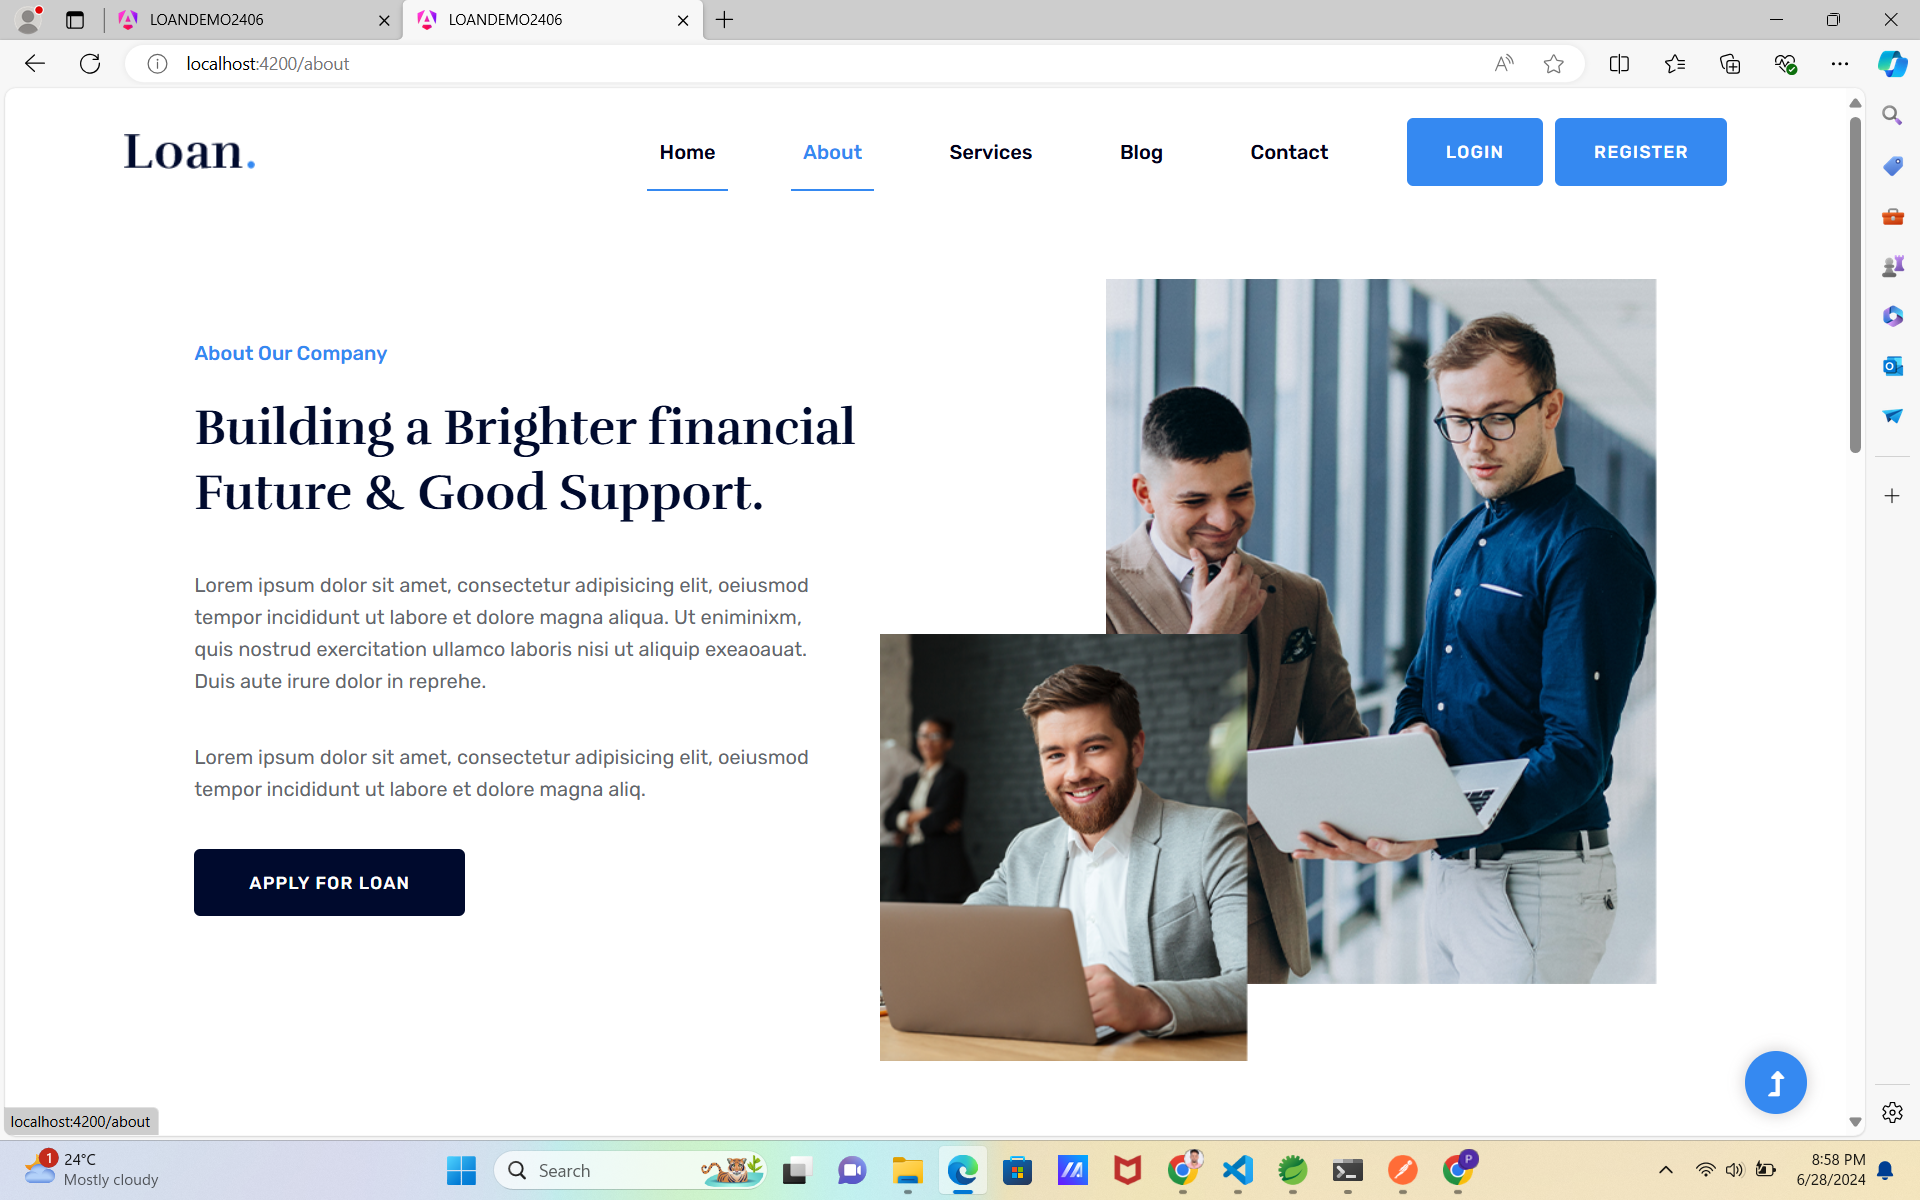 LOANDEMO2406
LOANDEMO2406
localhost:4200/about
Loan.
Home
About
Services
Blog
Contact
LOGIN
REGISTER
About Our Company
Building a Brighter financial
Future & Good Support.
Lorem ipsum dolor sit amet, consectetur adipisicing elit, oeiusmod
tempor incididunt ut labore et dolore magna aliqua. Ut eniminixm,
quis nostrud exercitation ullamco laboris nisi ut aliquip exeaoauat.
Duis aute irure dolor in reprehe.
Lorem ipsum dolor sit amet, consectetur adipisicing elit, oeiusmod
tempor incididunt ut labore et dolore magna aliq.
APPLY FOR LOAN
localhost:4200/about
1
24°C
Mostly cloudy
Search
P
8:58 PM
6/28/2024